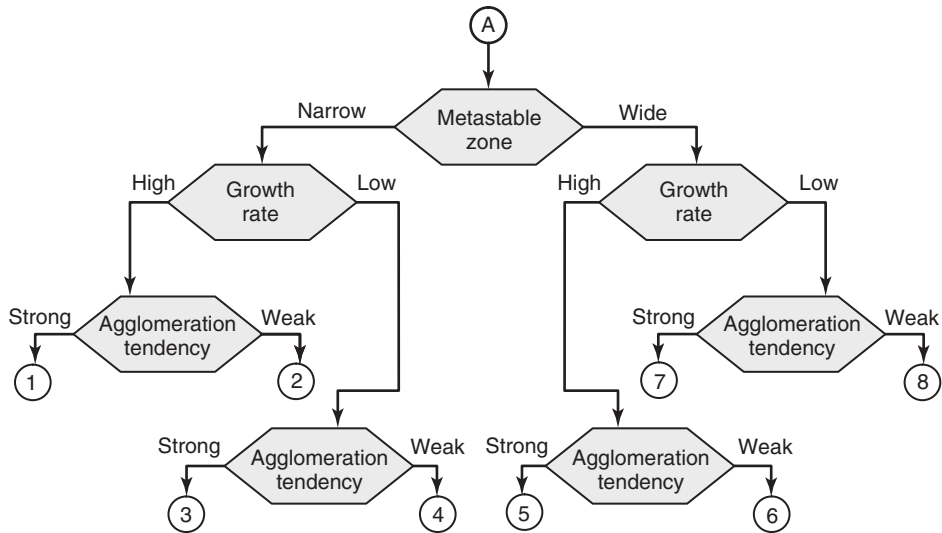 A
Metastable
zone
Narrow
Wide
High
Growth
rate
Low
High
Growth
rate
Low
Strong
Agglomeration
tendency
Weak
Strong
Agglomeration
tendency
Weak
1
2
7
8
Strong
Agglomeration
tendency
Weak
Strong
Agglomeration
tendency
Weak
3
4
5
6